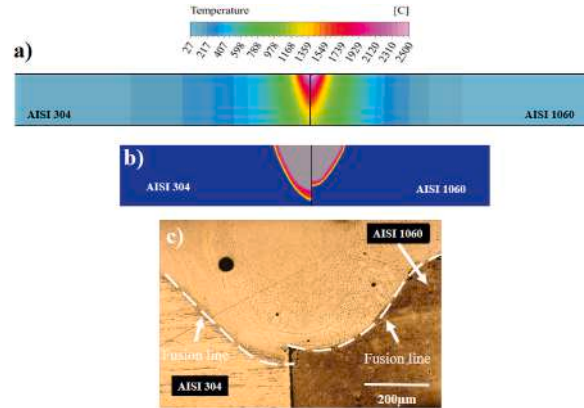 Temperature [C]
27 217 407 598 788 978 1168 1359 1549 1739 1929 2120 2310 2500
a)
AISI 304 AISI 1060
b)
AISI 304 AISI 1060
c)
AISI 1060
Fusion line Fusion line
AISI 304
200μm